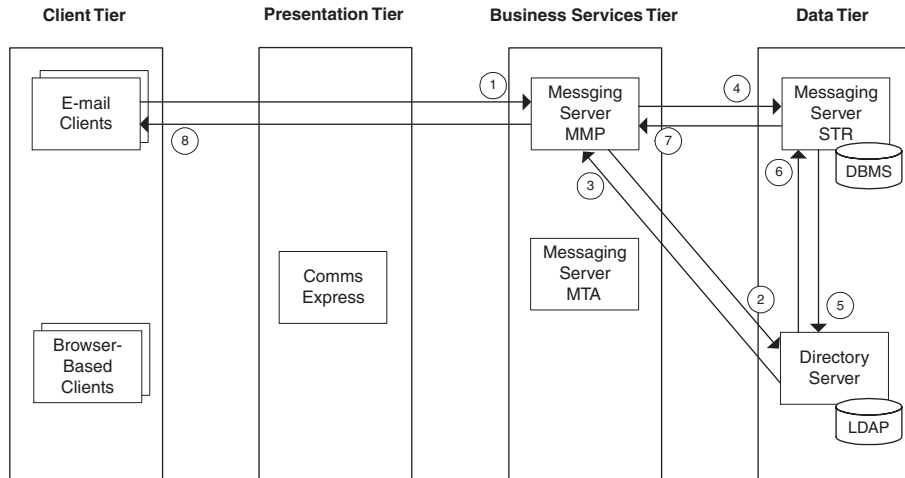 Client Tier
Presentation Tier
Business Services Tier
Data Tier
E-mail
Clients
1
8
Messging
Server
MMP
4
7
Messaging
Server
STR
DBMS
3
6
Comms
Express
Messaging
Server
MTA
2
5
Browser-
Based
Clients
Directory
Server
LDAP